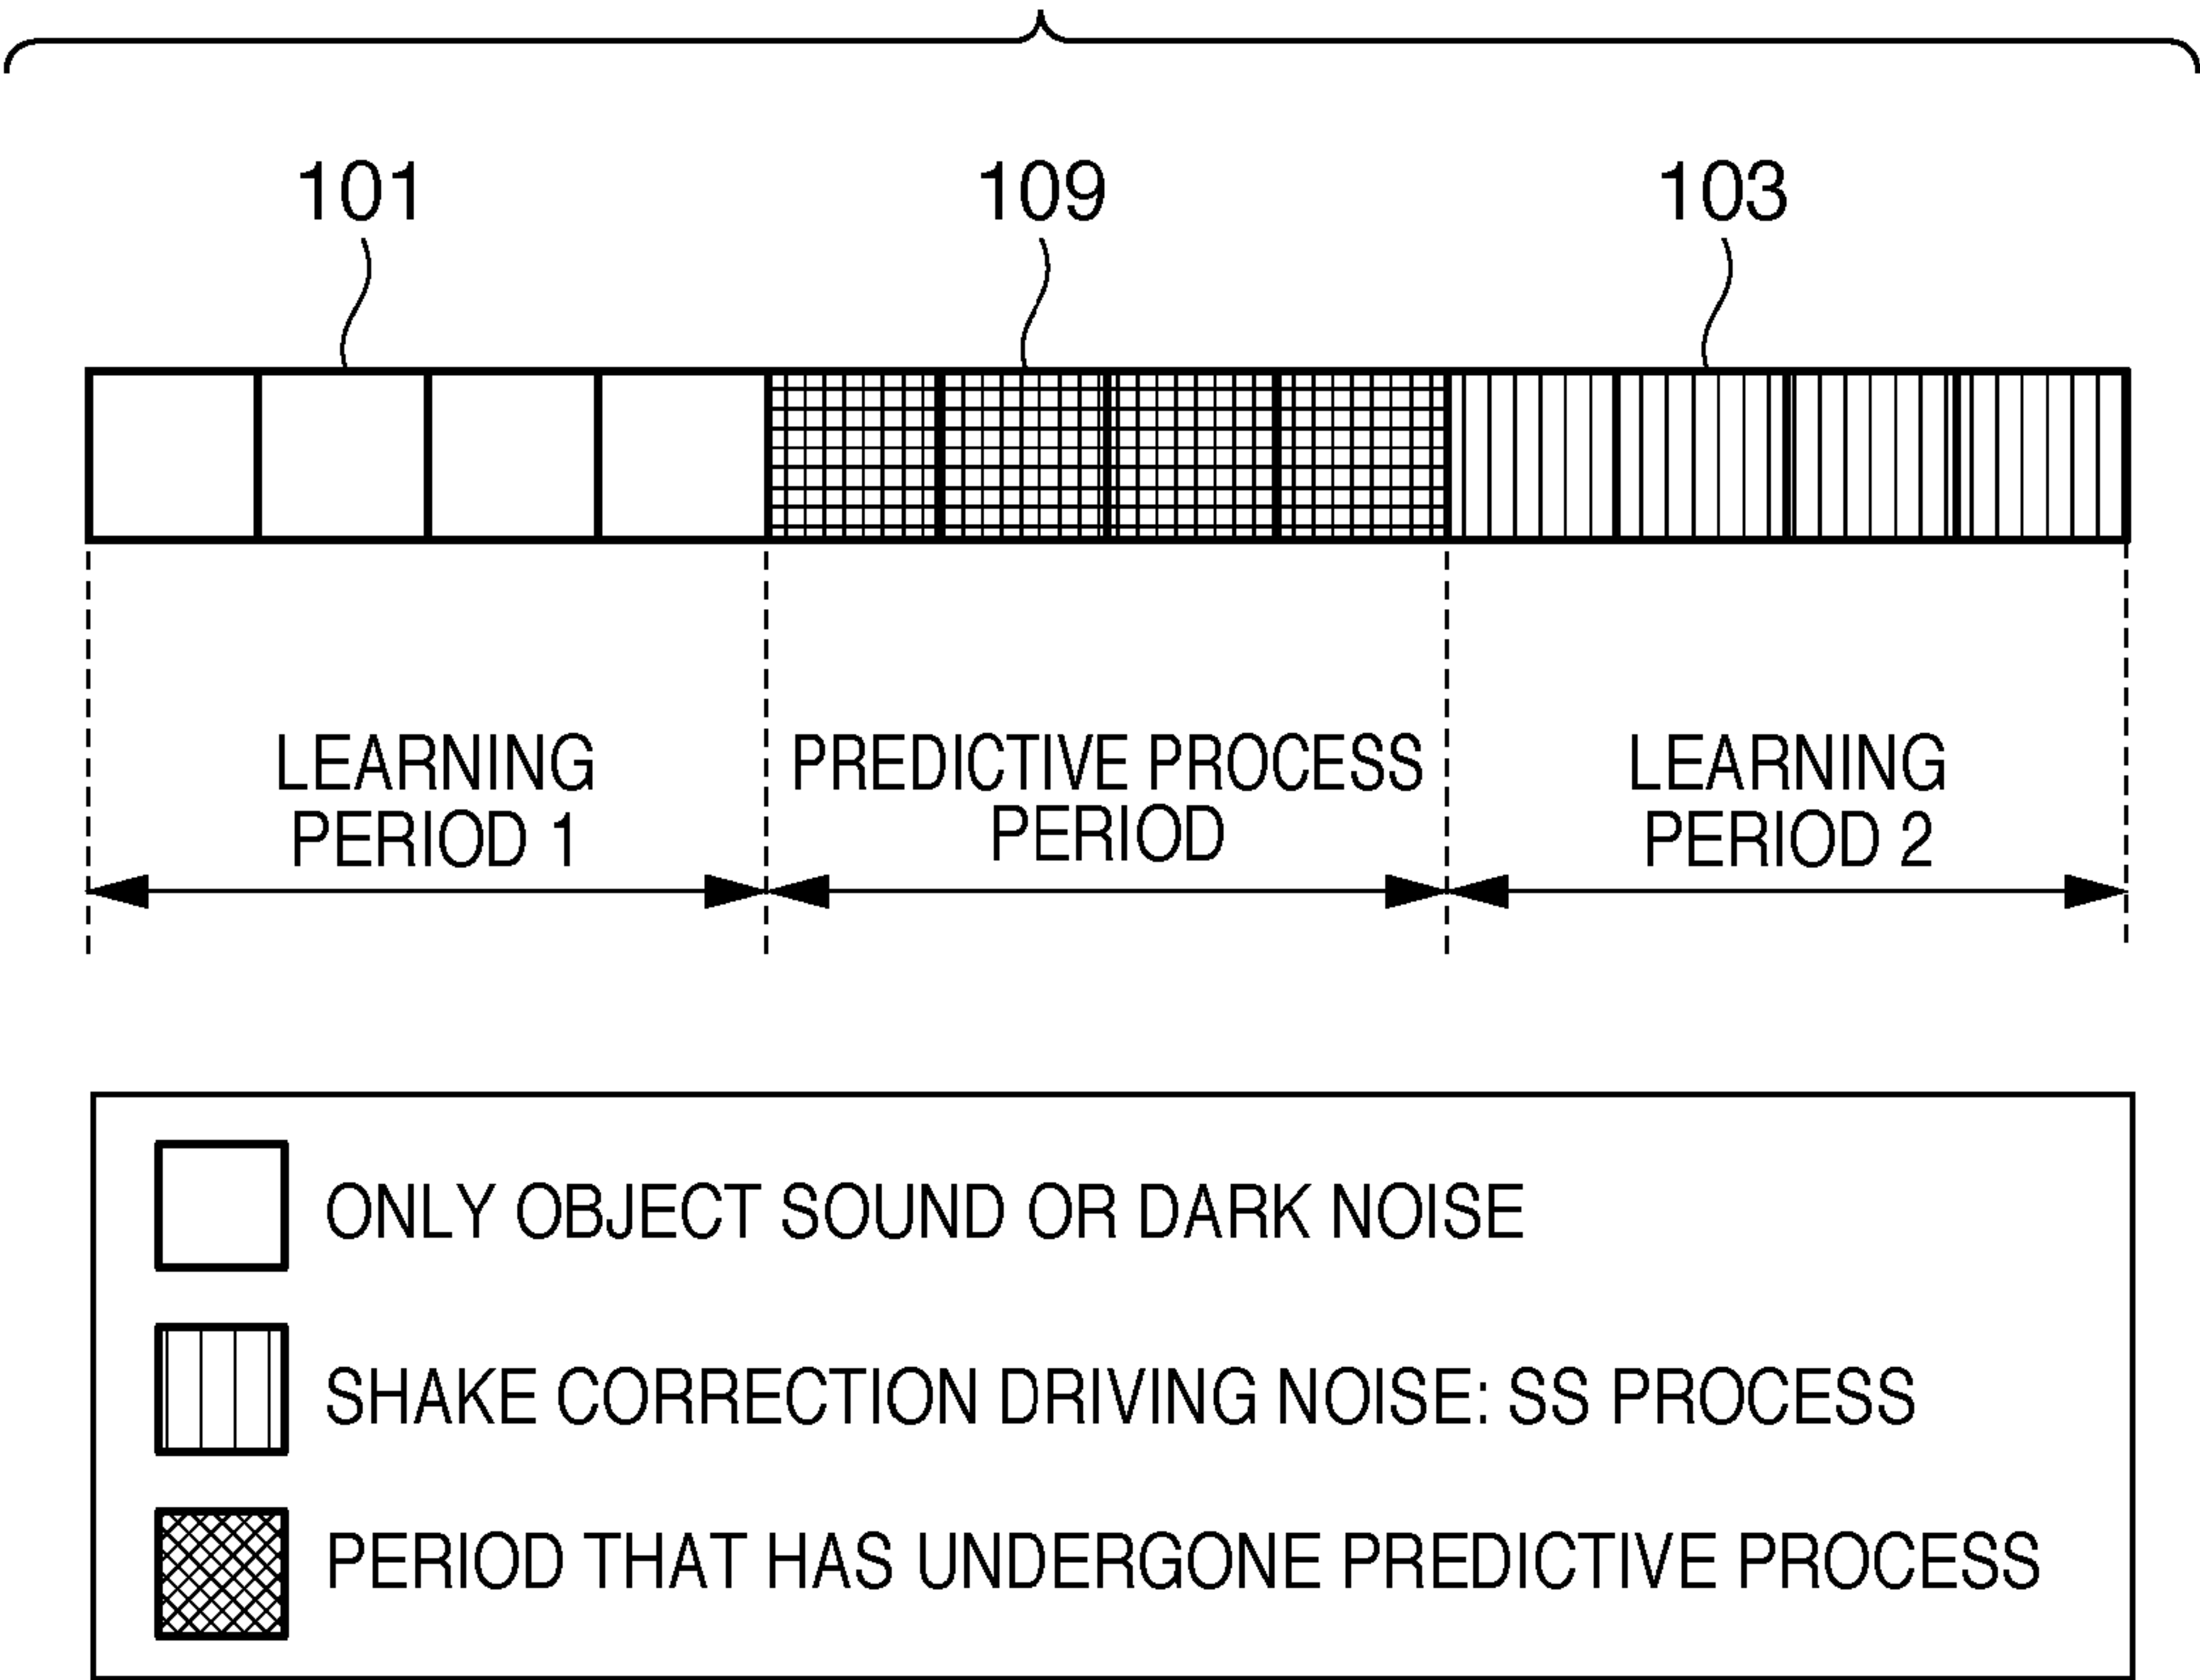 101 109 103
LEARNING PERIOD 1
PREDICTIVE PROCESS PERIOD
LEARNING PERIOD 2
ONLY OBJECT SOUND OR DARK NOISE
SHAKE CORRECTION DRIVING NOISE: SS PROCESS
PERIOD THAT HAS UNDERGONE PREDICTIVE PROCESS